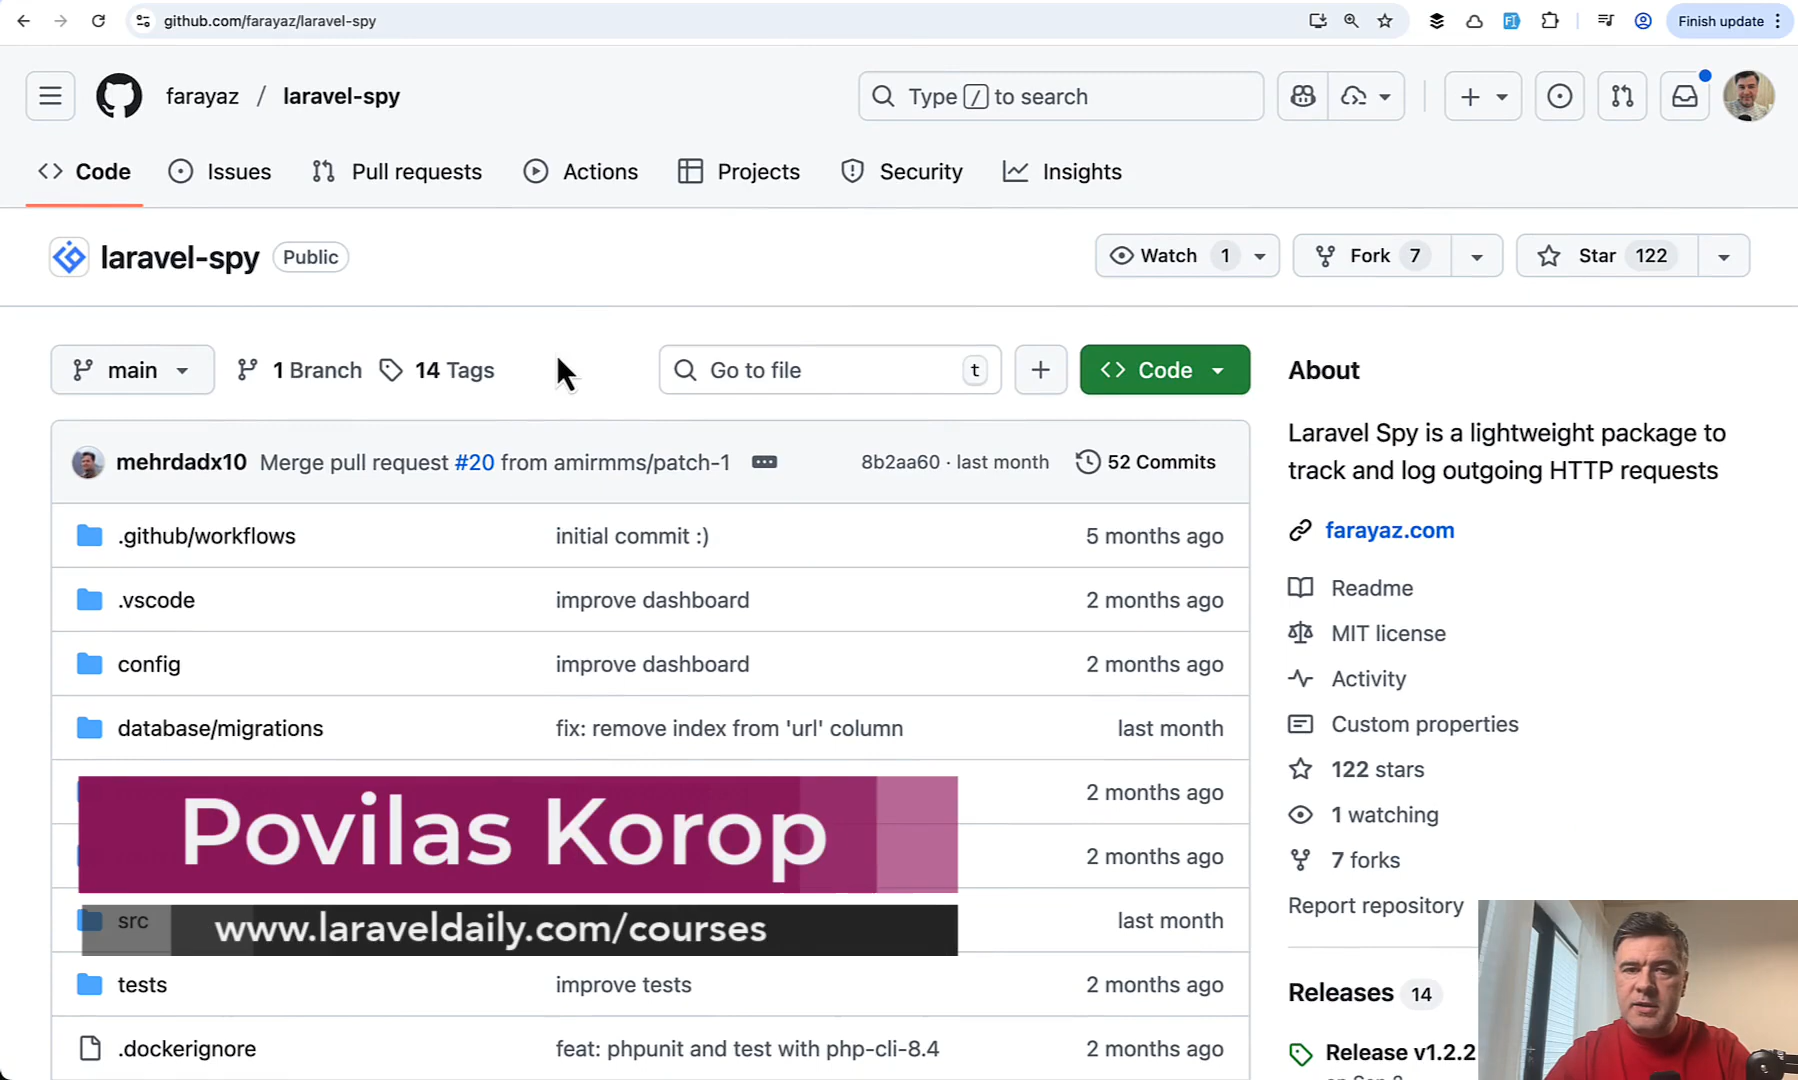 github.com/farayaz/laravel-spy
Finish update
farayaz / laravel-spy
Type / to search
Code
Issues
Pull requests
Actions
Projects
Security
Insights
laravel-spy Public
Watch 1
Fork 7
Star 122
main
1 Branch
14 Tags
Go to file t
Code
mehrdadx10 Merge pull request #20 from amirmms/patch-1
8b2aa60 · last month
52 Commits
.github/workflows initial commit :) 5 months ago
.vscode improve dashboard 2 months ago
config improve dashboard 2 months ago
database/migrations fix: remove index from 'url' column last month
2 months ago
2 months ago
src last month
tests improve tests 2 months ago
.dockerignore feat: phpunit and test with php-cli-8.4 2 months ago
Povilas Korop
www.laraveldaily.com/courses
About
Laravel Spy is a lightweight package to
track and log outgoing HTTP requests
farayaz.com
Readme
MIT license
Activity
Custom properties
122 stars
1 watching
7 forks
Report repository
Releases 14
Release v1.2.2